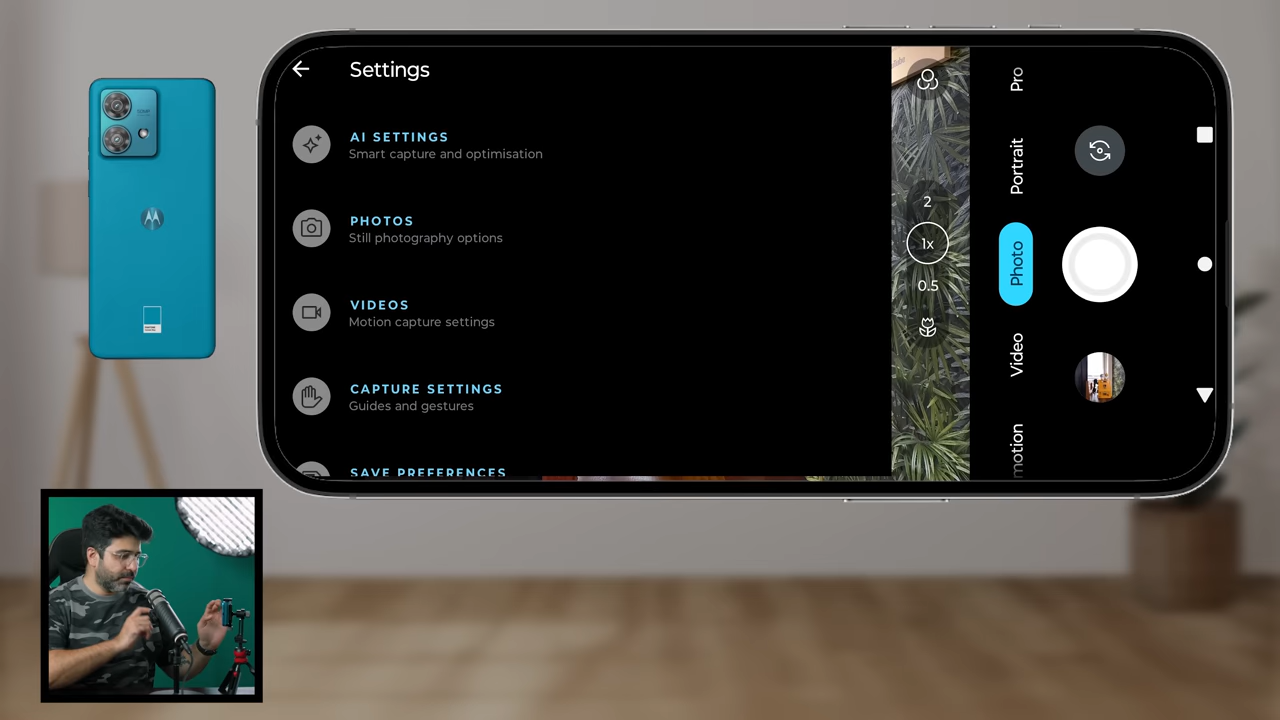 Settings
AI SETTINGS
Smart capture and optimisation
PHOTOS
Still photography options
VIDEOS
Motion capture settings
CAPTURE SETTINGS
Guides and gestures
SAVE PREFERENCES
2
1x
0.5
Pro
Portrait
Photo
Video
motion